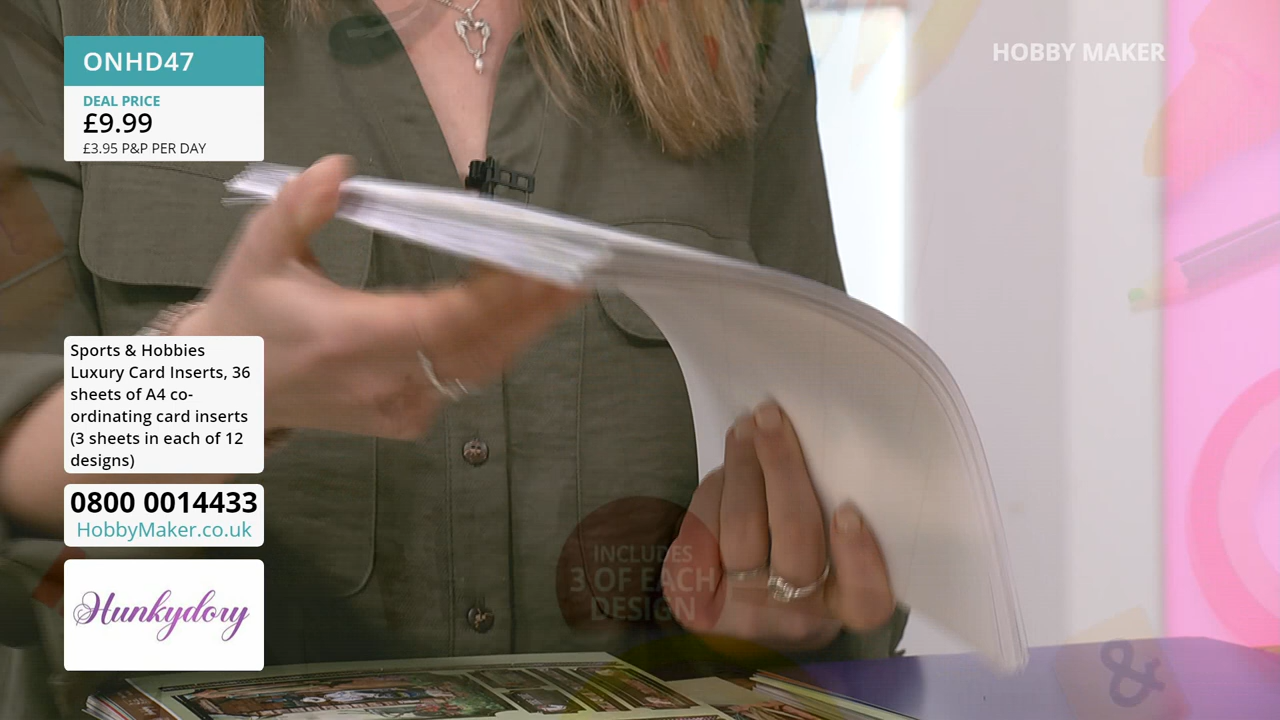 ONHD47
DEAL PRICE
£9.99
£3.95 P&P PER DAY
HOBBY MAKER
Sports & Hobbies
Luxury Card Inserts, 36
sheets of A4 co-
ordinating card inserts
(3 sheets in each of 12
designs)
0800 0014433
HobbyMaker.co.uk
Hunkydory
INCLUDES
3 OF EACH
DESIGN
&